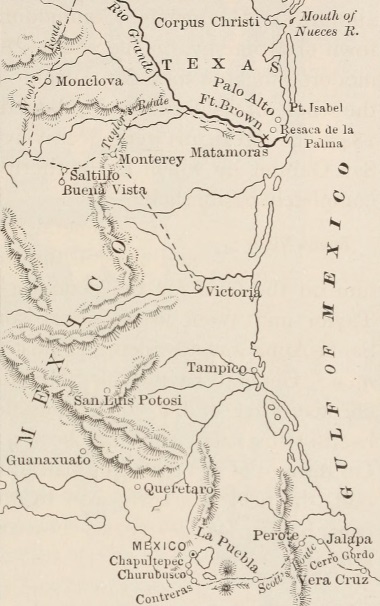 Corpus Christi
Mouth of
Nueces R.
Rio Grande
TEXAS
Wool's Route
Monclova
Palo Alto
Ft. Brown
Pt. Isabel
Resaca de la
Palma
Taylor's Route
Matamoras
Monterey
Saltillo
Buena Vista
MEXICO
GULF OF MEXICO
Victoria
Tampico
San Luis Potosi
Guanaxuato
Queretaro
MEXICO
Chapultepec
Churubusco
Contreras
La Puebla
Scott's Route
Perote
Jalapa
Cerro Gordo
Vera Cruz